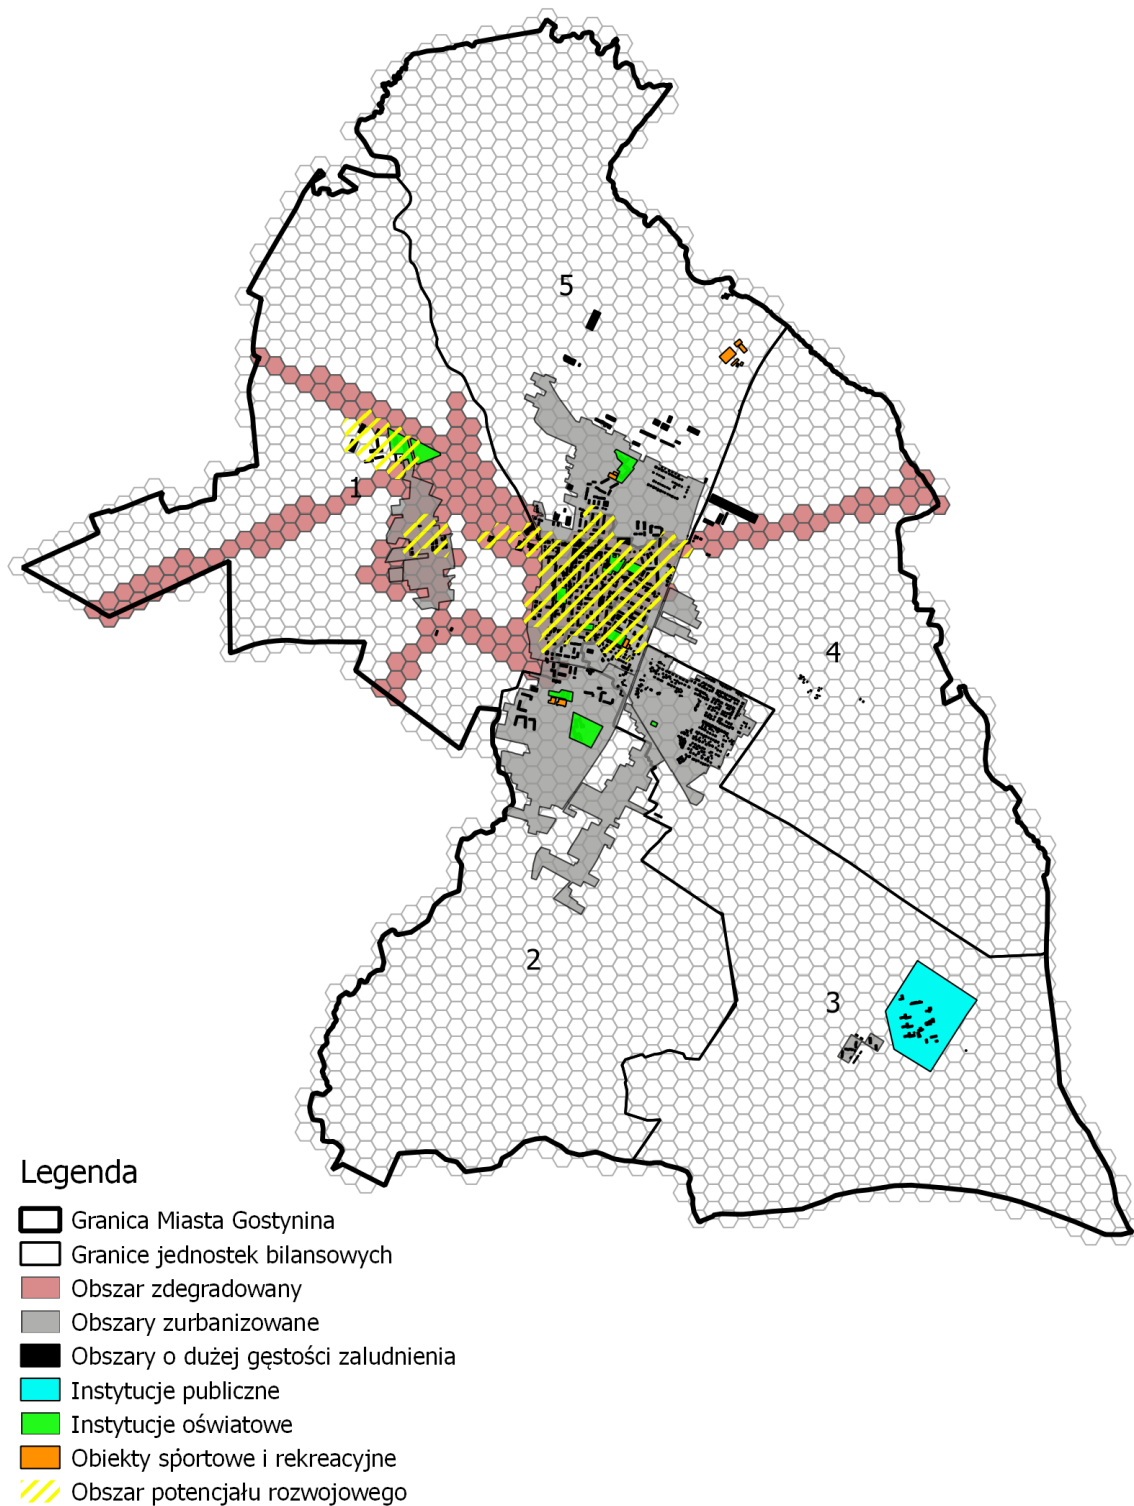 5
1
4
2
3
Legenda
Granica Miasta Gostynina
Granice jednostek bilansowych
Obszar zdegradowany
Obszary zurbanizowane
Obszary o dużej gęstości zaludnienia
Instytucje publiczne
Instytucje oświatowe
Obiekty sportowe i rekreacyjne
Obszar potencjału rozwojowego